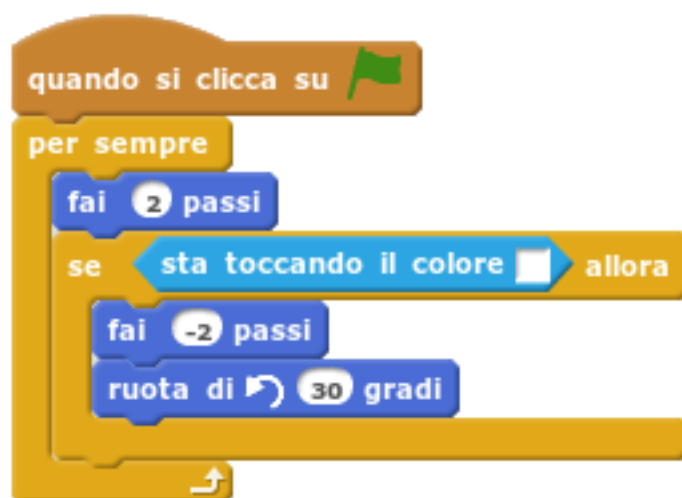 quando si clicca su
per sempre
fai 2 passi
se sta toccando il colore allora
fai -2 passi
ruota di 30 gradi